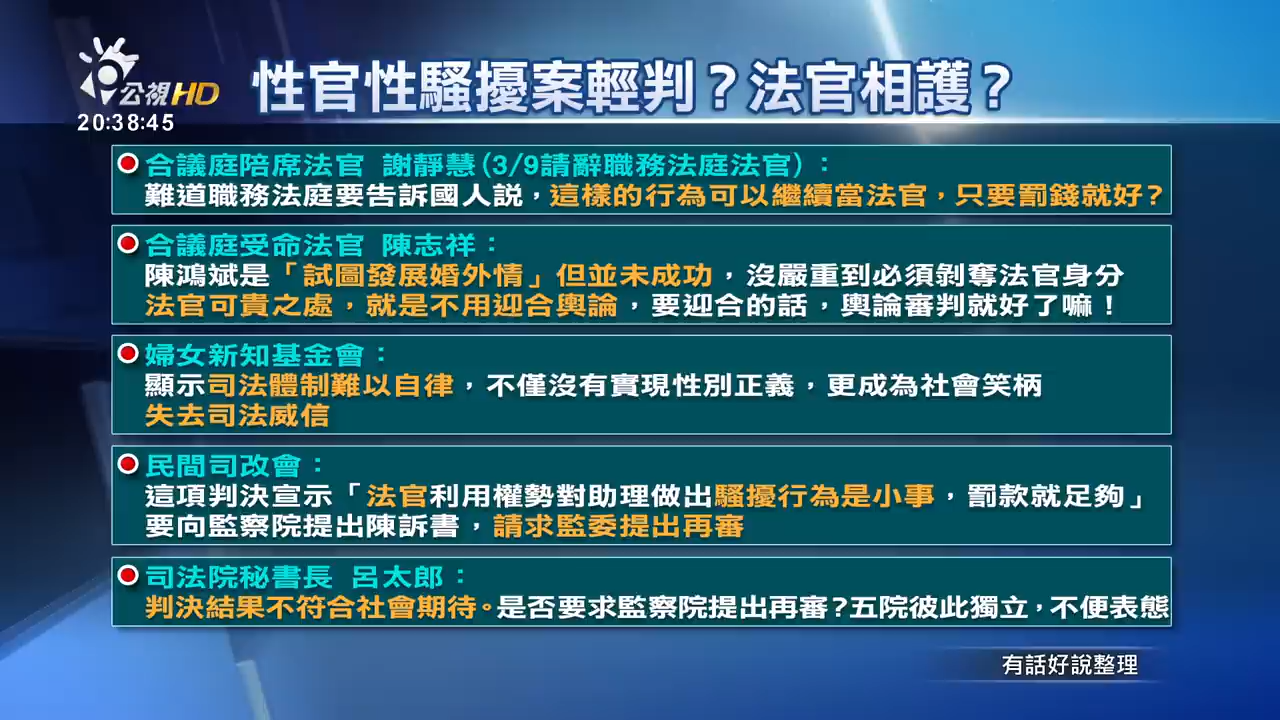 公視HD
20:38:45
性官性騷擾案輕判？法官相護？
合議庭陪席法官 謝靜慧(3/9請辭職務法庭法官)：
難道職務法庭要告訴國人説，這樣的行為可以繼續當法官，只要罰錢就好？
合議庭受命法官 陳志祥：
陳鴻斌是「試圖發展婚外情」但並未成功，沒嚴重到必須剝奪法官身分
法官可貴之處，就是不用迎合輿論，要迎合的話，輿論審判就好了嘛！
婦女新知基金會：
顯示司法體制難以自律，不僅沒有實現性別正義，更成為社會笑柄
失去司法威信
民間司改會：
這項判決宣示「法官利用權勢對助理做出騷擾行為是小事，罰款就足夠」
要向監察院提出陳訴書，請求監委提出再審
司法院秘書長 呂太郎：
判決結果不符合社會期待。是否要求監察院提出再審？五院彼此獨立，不便表態
有話好說整理